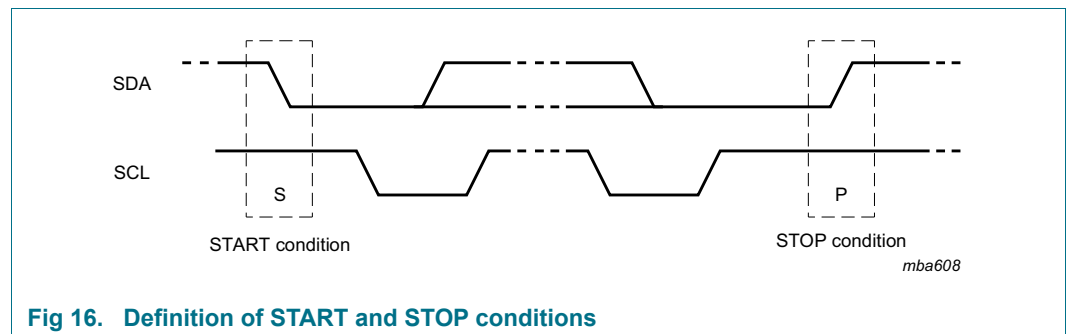 SDA
SCL
S
P
START condition
STOP condition
mba608
Fig 16. Definition of START and STOP conditions